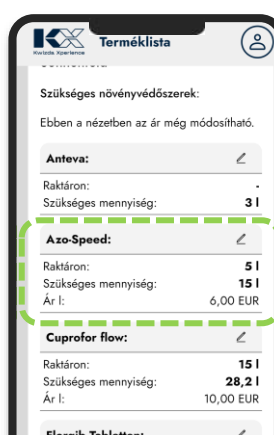 KX
Kwizda Xperience
Terméklista
Szükséges növényvédőszerek:
Ebben a nézetben az ár még módosítható.
Anteva:
Raktáron: -
Szükséges mennyiség: 3 l
Azo-Speed:
Raktáron: 5 l
Szükséges mennyiség: 15 l
Ár l: 6,00 EUR
Cuprofor flow:
Raktáron: 15 l
Szükséges mennyiség: 28,2 l
Ár l: 10,00 EUR